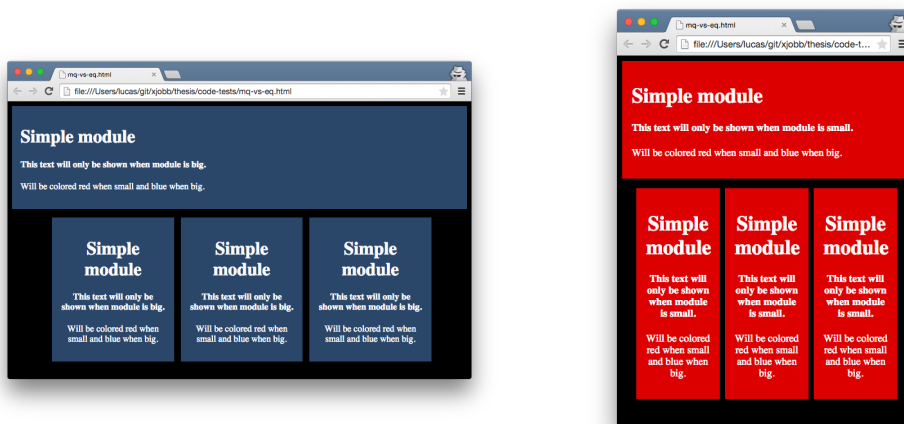 mq-vs-eq.html
file:///Users/lucas/git/xjobb/thesis/code-tests/mq-vs-eq.html
Simple module
This text will only be shown when module is big.
Will be colored red when small and blue when big.
Simple
module
This text will only be
shown when module is big.
Will be colored red when
small and blue when big.
Simple
module
This text will only be
shown when module is big.
Will be colored red when
small and blue when big.
Simple
module
This text will only be
shown when module is big.
Will be colored red when
small and blue when big.
mq-vs-eq.html
file:///Users/lucas/git/xjobb/thesis/code-t...
Simple module
This text will only be shown when module is small.
Will be colored red when small and blue when big.
Simple
module
This text will
only be shown
when module
is small.
Will be colored
red when small
and blue when
big.
Simple
module
This text will
only be shown
when module
is small.
Will be colored
red when small
and blue when
big.
Simple
module
This text will
only be shown
when module
is small.
Will be colored
red when small
and blue when
big.